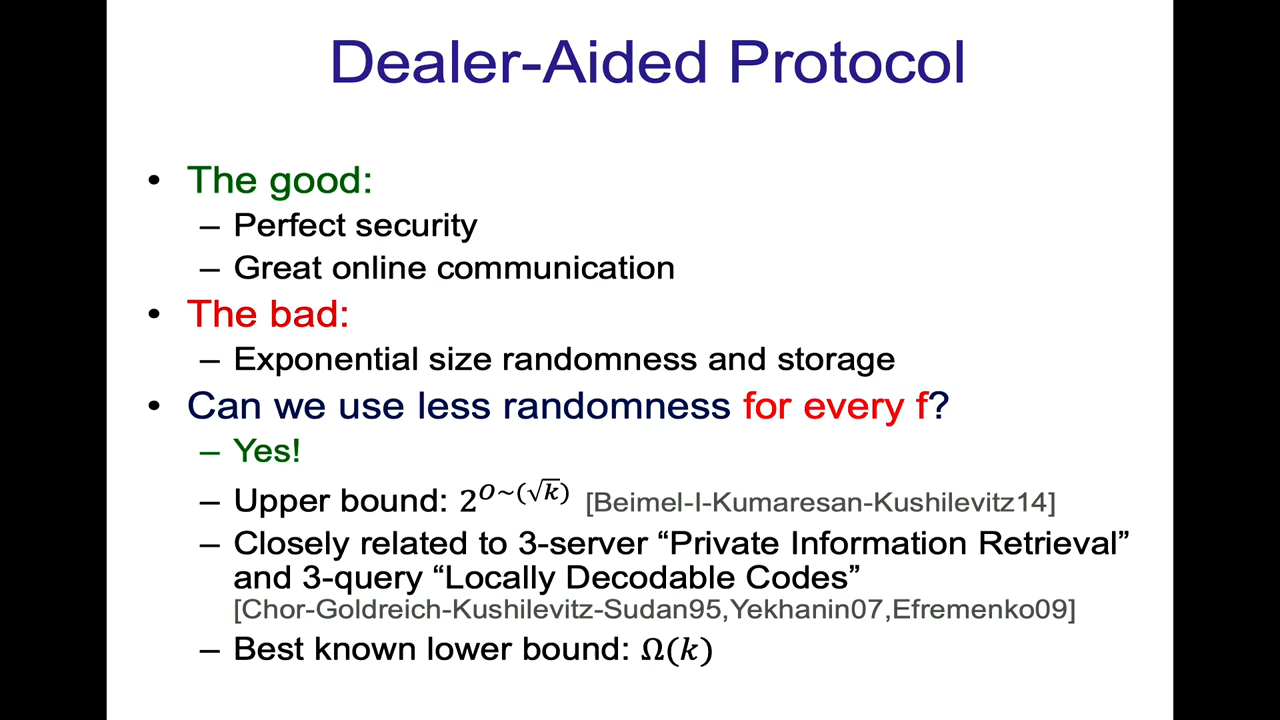 Dealer-Aided Protocol
• The good:
– Perfect security
– Great online communication
• The bad:
– Exponential size randomness and storage
• Can we use less randomness for every f?
– Yes!
– Upper bound: 2^{O~(√k)} [Beimel-I-Kumaresan-Kushilevitz14]
– Closely related to 3-server “Private Information Retrieval”
and 3-query “Locally Decodable Codes”
[Chor-Goldreich-Kushilevitz-Sudan95,Yekhanin07,Efremenko09]
– Best known lower bound: Ω(k)